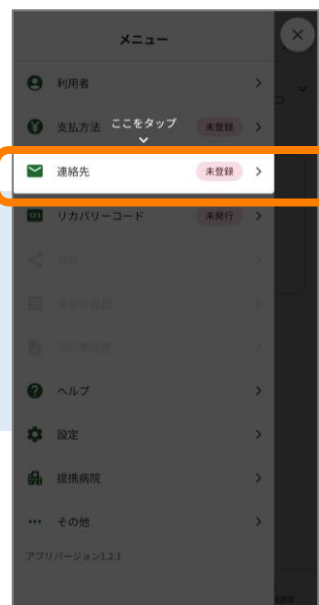 メニュー
利用者
支払方法 ここをタップ 未登録
連絡先 未登録
リカバリーコード 未発行
ヘルプ
設定
提携病院
その他
アプリバージョン1.2.1